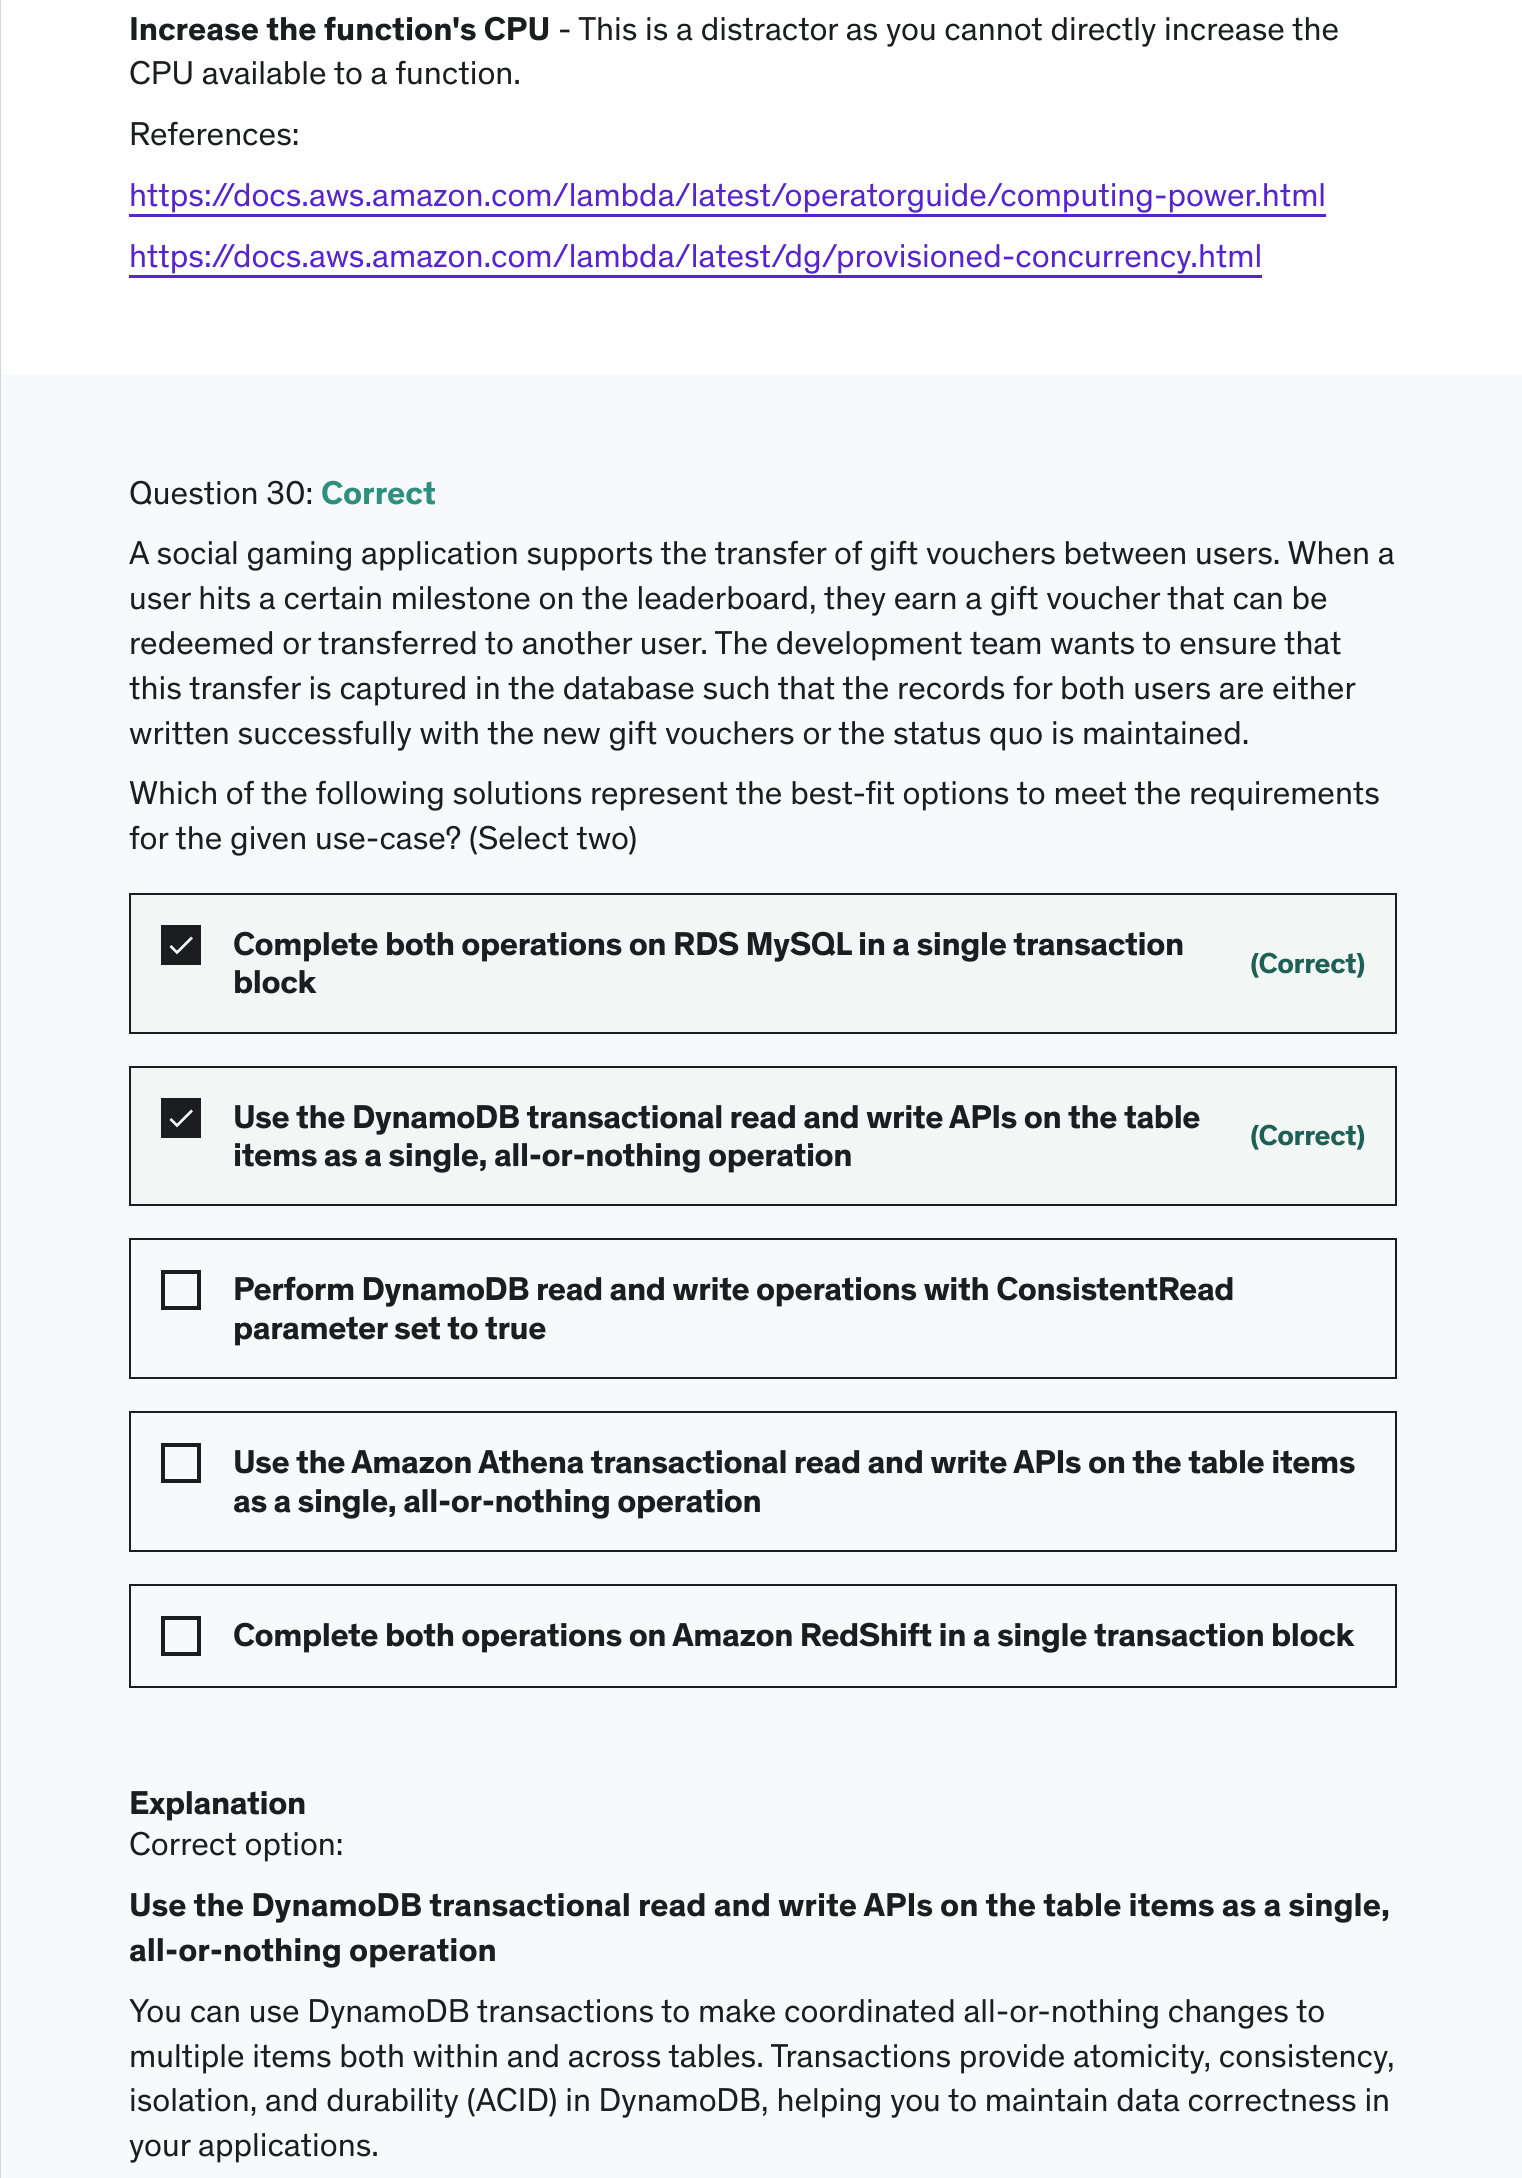 Increase the function's CPU - This is a distractor as you cannot directly increase the
CPU available to a function.
References:
https://docs.aws.amazon.com/lambda/latest/operatorguide/computing-power.html
https://docs.aws.amazon.com/lambda/latest/dg/provisioned-concurrency.html
Question 30: Correct
A social gaming application supports the transfer of gift vouchers between users. When a
user hits a certain milestone on the leaderboard, they earn a gift voucher that can be
redeemed or transferred to another user. The development team wants to ensure that
this transfer is captured in the database such that the records for both users are either
written successfully with the new gift vouchers or the status quo is maintained.
Which of the following solutions represent the best-fit options to meet the requirements
for the given use-case? (Select two)
Complete both operations on RDS MySQL in a single transaction
block
(Correct)
Use the DynamoDB transactional read and write APIs on the table
items as a single, all-or-nothing operation
(Correct)
Perform DynamoDB read and write operations with ConsistentRead
parameter set to true
Use the Amazon Athena transactional read and write APIs on the table items
as a single, all-or-nothing operation
Complete both operations on Amazon RedShift in a single transaction block
Explanation
Correct option:
Use the DynamoDB transactional read and write APIs on the table items as a single,
all-or-nothing operation
You can use DynamoDB transactions to make coordinated all-or-nothing changes to
multiple items both within and across tables. Transactions provide atomicity, consistency,
isolation, and durability (ACID) in DynamoDB, helping you to maintain data correctness in
your applications.